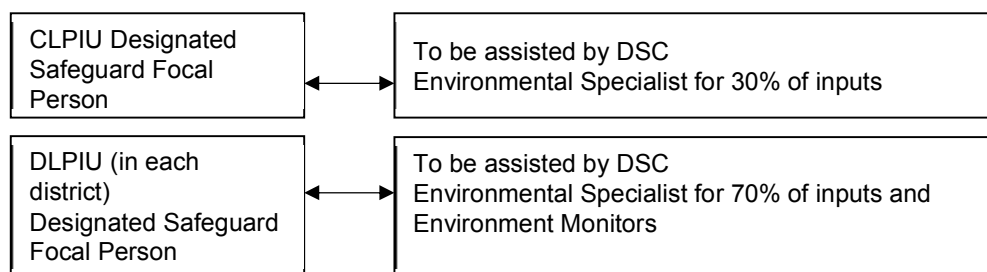 CLPIU Designated
Safeguard Focal
Person
To be assisted by DSC
Environmental Specialist for 30% of inputs
DLPIU (in each
district)
Designated Safeguard
Focal Person
To be assisted by DSC
Environmental Specialist for 70% of inputs and
Environment Monitors